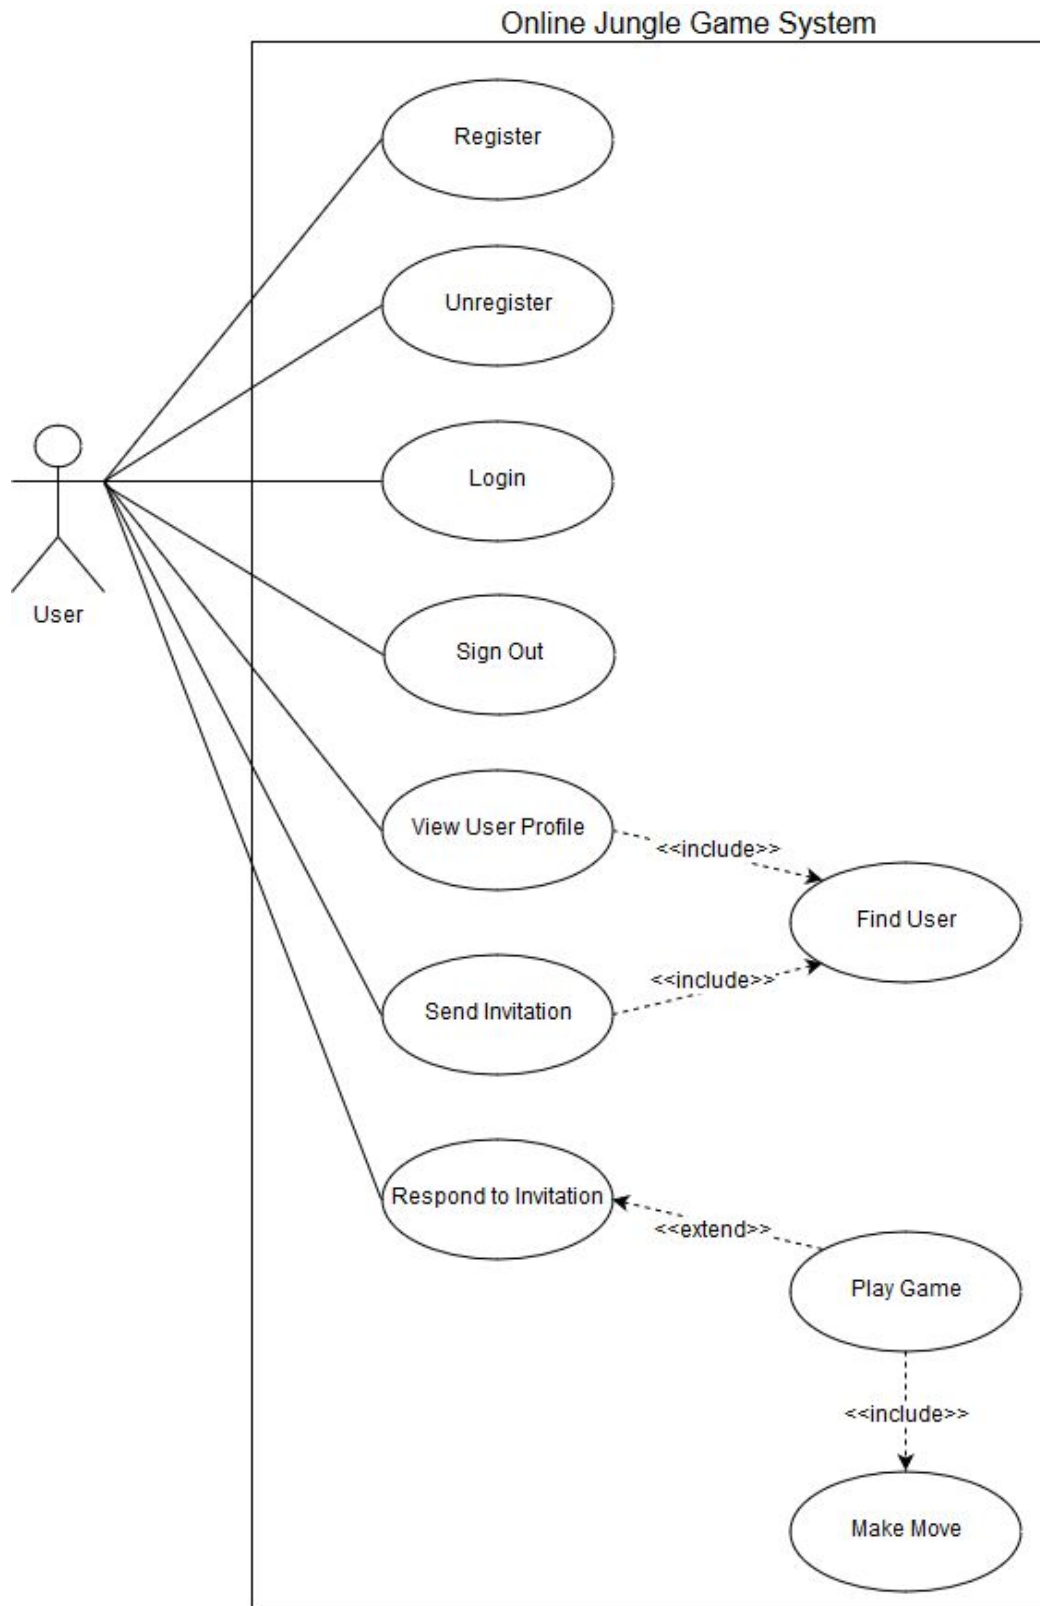 Online Jungle Game System
Register
Unregister
Login
User
Sign Out
View User Profile
<<include>>
Find User
<<include>>
Send Invitation
Respond to Invitation
<<extend>>
Play Game
<<include>>
Make Move